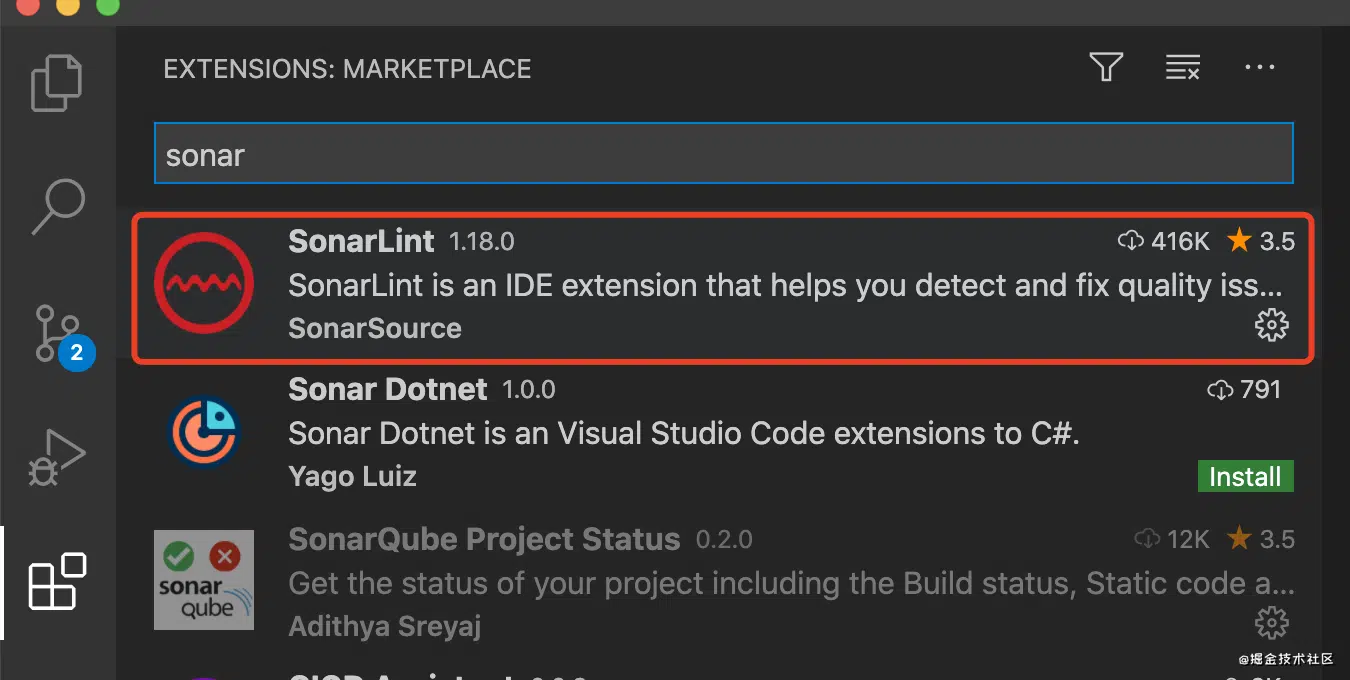 EXTENSIONS: MARKETPLACE
sonar
SonarLint 1.18.0 416K 3.5
SonarLint is an IDE extension that helps you detect and fix quality iss...
SonarSource
2
Sonar Dotnet 1.0.0 791
Sonar Dotnet is an Visual Studio Code extensions to C#.
Yago Luiz Install
SonarQube Project Status 0.2.0 12K 3.5
sonar
qube
Get the status of your project including the Build status, Static code a...
Adithya Sreyaj
@掘金技术社区